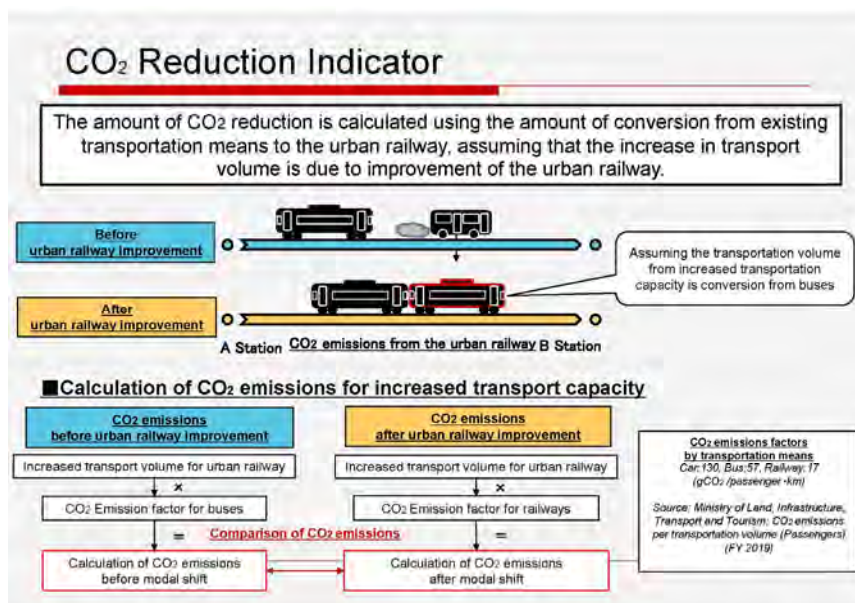 CO2 Reduction Indicator
The amount of CO2 reduction is calculated using the amount of conversion from existing
transportation means to the urban railway, assuming that the increase in transport
volume is due to improvement of the urban railway.
Before
urban railway improvement
Assuming the transportation volume
from increased transportation
capacity is conversion from buses
After
urban railway improvement
A Station
CO2 emissions from the urban railway
B Station
■Calculation of CO2 emissions for increased transport capacity
CO2 emissions
before urban railway improvement
Increased transport volume for urban railway
×
CO2 Emission factor for buses
=
Calculation of CO2 emissions
before modal shift
Comparison of CO2 emissions
CO2 emissions
after urban railway improvement
Increased transport volume for urban railway
×
CO2 Emission factor for railways
=
Calculation of CO2 emissions
after modal shift
CO2 emissions factors
by transportation means
Car:130, Bus:57, Railway:17
(gCO2 /passenger・km)
Source: Ministry of Land, Infrastructure,
Transport and Tourism; CO2 emissions
per transportation volume (Passengers)
(FY 2019)